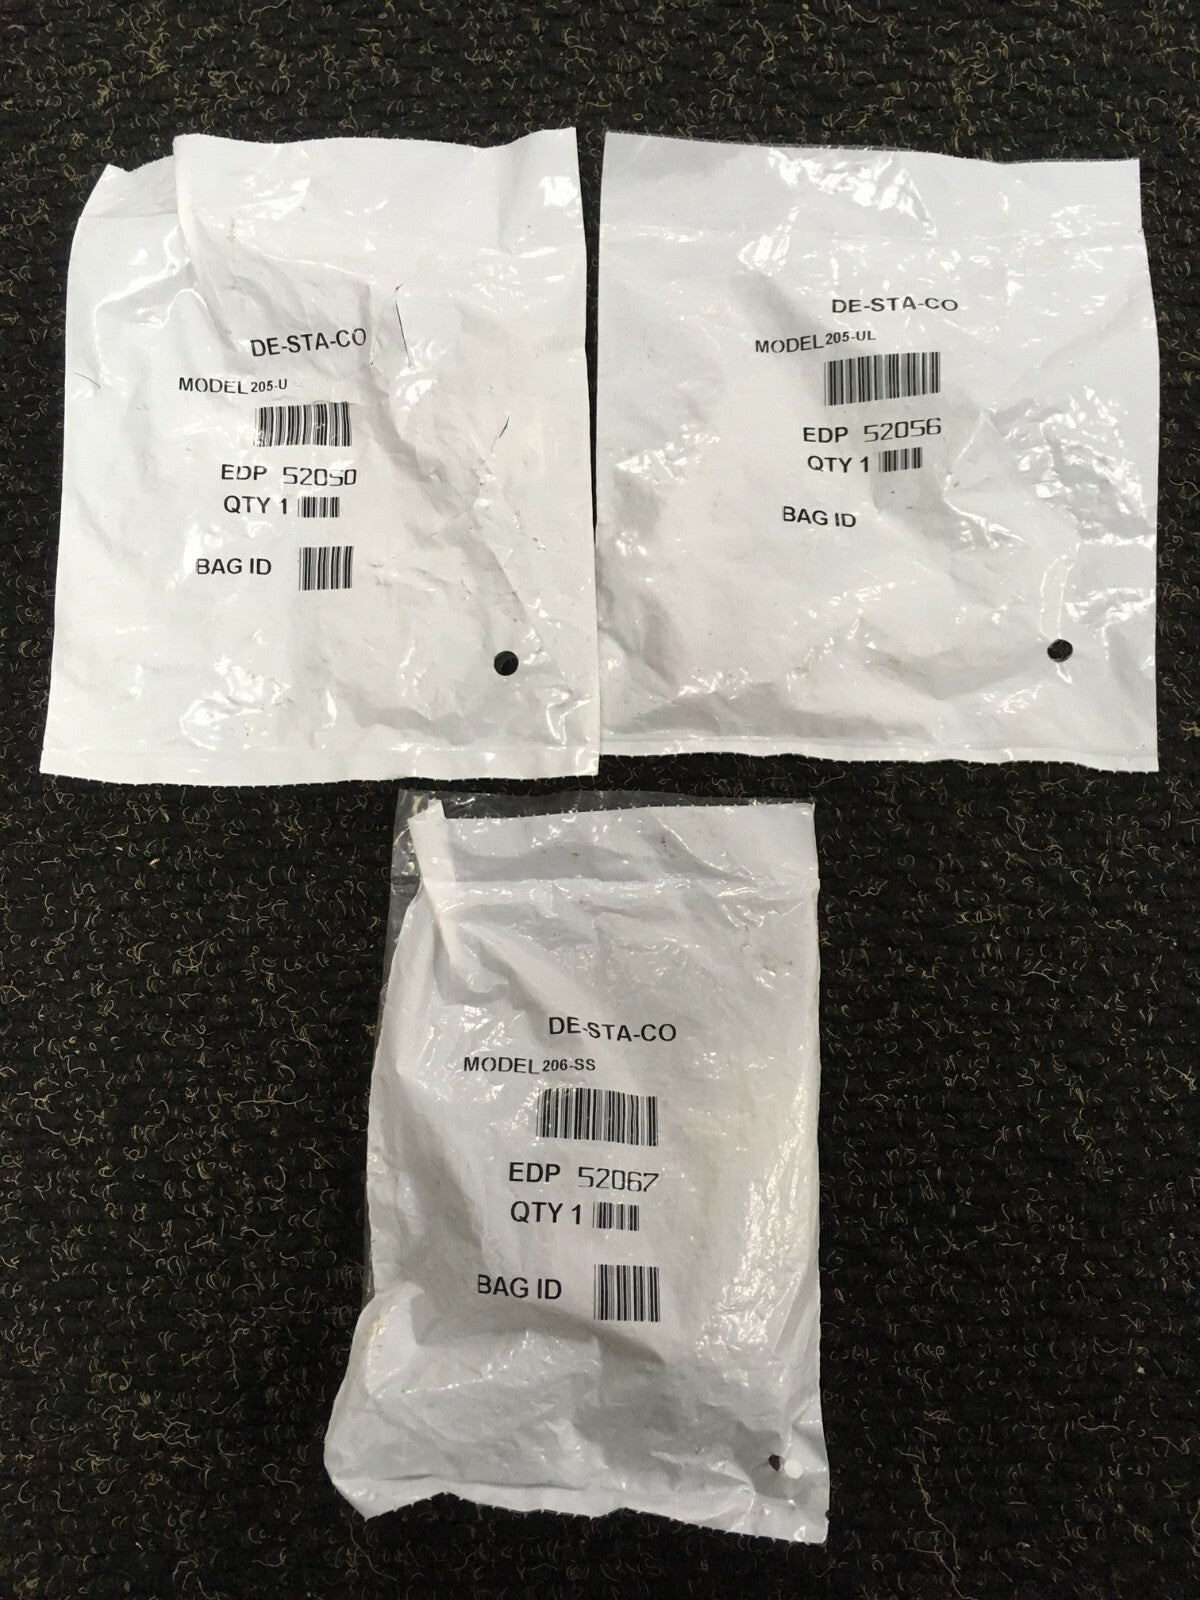 DE-STA-CO
MODEL 205-U
EDP 52050
QTY 1
BAG ID
DE-STA-CO
MODEL 205-UL
EDP 52056
QTY 1
BAG ID
DE-STA-CO
MODEL 206-SS
EDP 52067
QTY 1
BAG ID